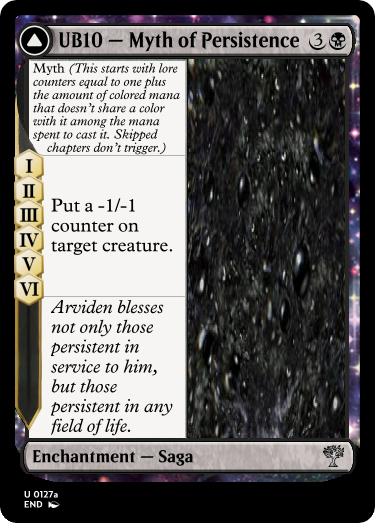 UB10 — Myth of Persistence 3
Myth (This starts with lore
counters equal to one plus
the amount of colored mana
that doesn't share a color
with it among the mana
spent to cast it. Skipped
chapters don't trigger.)
I
II
III
IV
V
VI
Put a -1/-1
counter on
target creature.
Arviden blesses
not only those
persistent in
service to him,
but those
persistent in any
field of life.
Enchantment — Saga
U 0127a
END